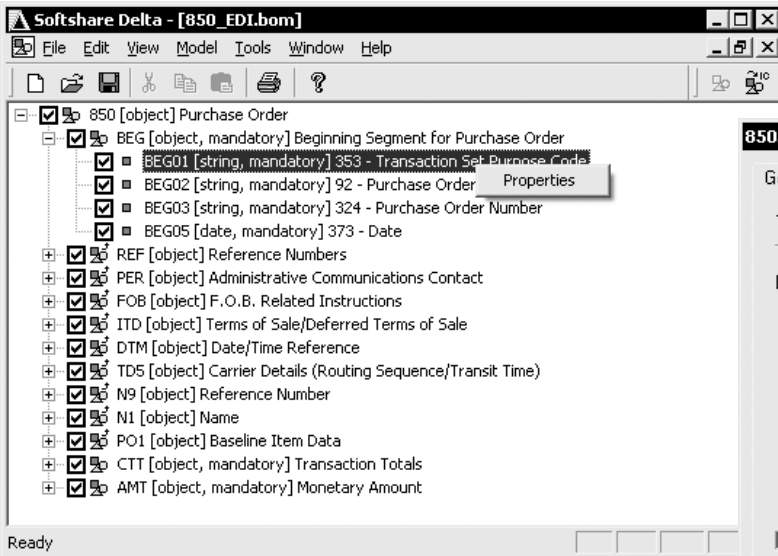 Softshare Delta - [850_EDI.bom]
File Edit View Model Tools Window Help
850 [object] Purchase Order
BEG [object, mandatory] Beginning Segment for Purchase Order
850
BEG01 [string, mandatory] 353 - Transaction Set Purpose Code
Properties
G
BEG02 [string, mandatory] 92 - Purchase Order
BEG03 [string, mandatory] 324 - Purchase Order Number
BEG05 [date, mandatory] 373 - Date
REF [object] Reference Numbers
PER [object] Administrative Communications Contact
FOB [object] F.O.B. Related Instructions
ITD [object] Terms of Sale/Deferred Terms of Sale
DTM [object] Date/Time Reference
TD5 [object] Carrier Details (Routing Sequence/Transit Time)
N9 [object] Reference Number
N1 [object] Name
PO1 [object] Baseline Item Data
CTT [object, mandatory] Transaction Totals
AMT [object, mandatory] Monetary Amount
Ready